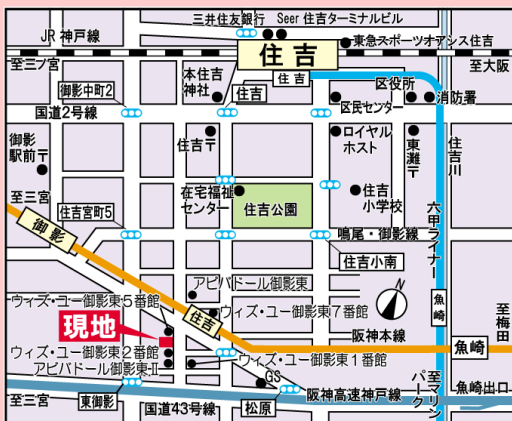 三井住友銀行
Seer 住吉ターミナルビル
JR 神戸線
住吉
東急スポーツオアシス住吉
至三ノ宮
至大阪
住吉
本住吉
神社
御影中町2
住吉
区役所
消防署
国道2号線
区民センター
御影
駅前〒
住吉〒
ロイヤル
ホスト
東灘〒
住吉川
至三宮
在宅福祉
センター
住吉公園
住吉
小学校
住吉宮町5
御影
鳴尾・御影線
六甲ライナー
住吉小南
アピバドール御影東
N
魚崎
ウィズ・ユー御影東5番館
住吉
ウィズ・ユー御影東7番館
至梅田
現地
阪神本線
魚崎
ウィズ・ユー御影東2番館
ウィズ・ユー御影東1番館
アピバドール御影東-II
GS
至マリン
パーク
魚崎出口
至三宮
東御影
国道43号線
松原
阪神高速神戸線